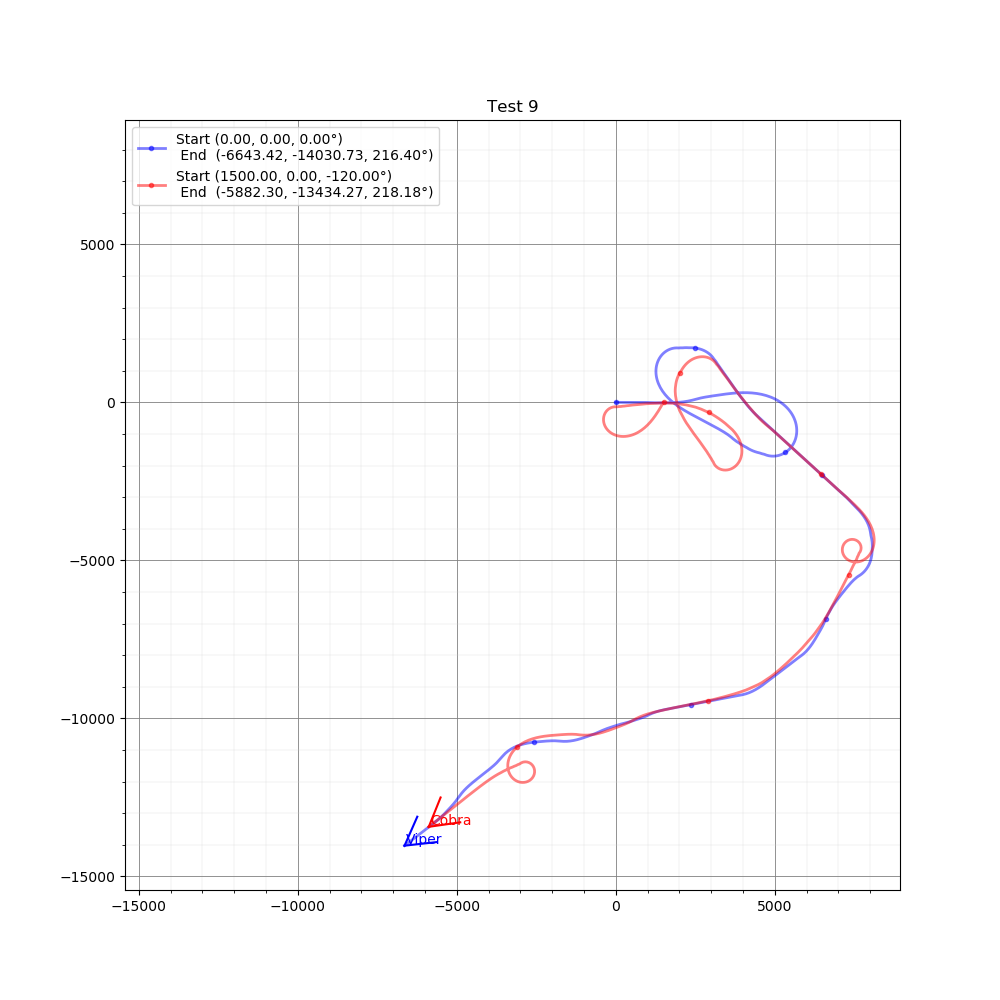 Test 9
Start (0.00, 0.00, 0.00°)
End (-6643.42, -14030.73, 216.40°)
Start (1500.00, 0.00, -120.00°)
End (-5882.30, -13434.27, 218.18°)
5000
0
−5000
−10000
−15000
Cobra
Viper
−15000
−10000
−5000
0
5000